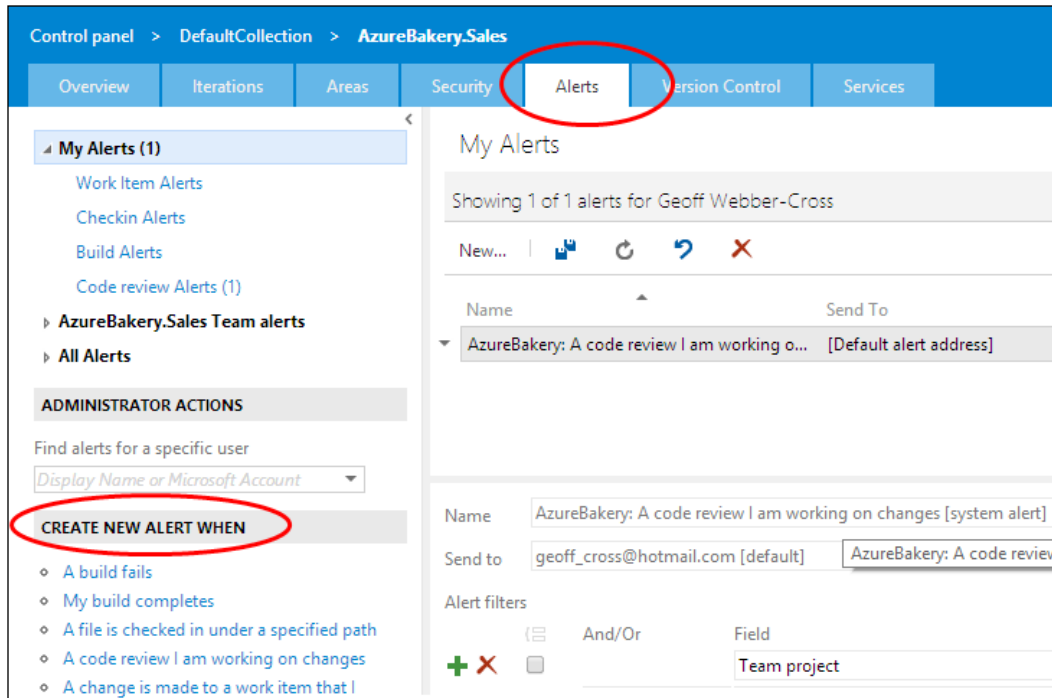 Control panel > DefaultCollection > AzureBakery.Sales
Overview Iterations Areas Security Alerts Version Control Services
My Alerts (1)
Work Item Alerts
Checkin Alerts
Build Alerts
Code review Alerts (1)
AzureBakery.Sales Team alerts
All Alerts
ADMINISTRATOR ACTIONS
Find alerts for a specific user
Display Name or Microsoft Account
CREATE NEW ALERT WHEN
A build fails
My build completes
A file is checked in under a specified path
A code review I am working on changes
A change is made to a work item that I
My Alerts
Showing 1 of 1 alerts for Geoff Webber-Cross
New...
Name Send To
AzureBakery: A code review I am working o... [Default alert address]
Name AzureBakery: A code review I am working on changes [system alert]
Send to geoff_cross@hotmail.com [default] AzureBakery: A code review
Alert filters
And/Or Field
Team project